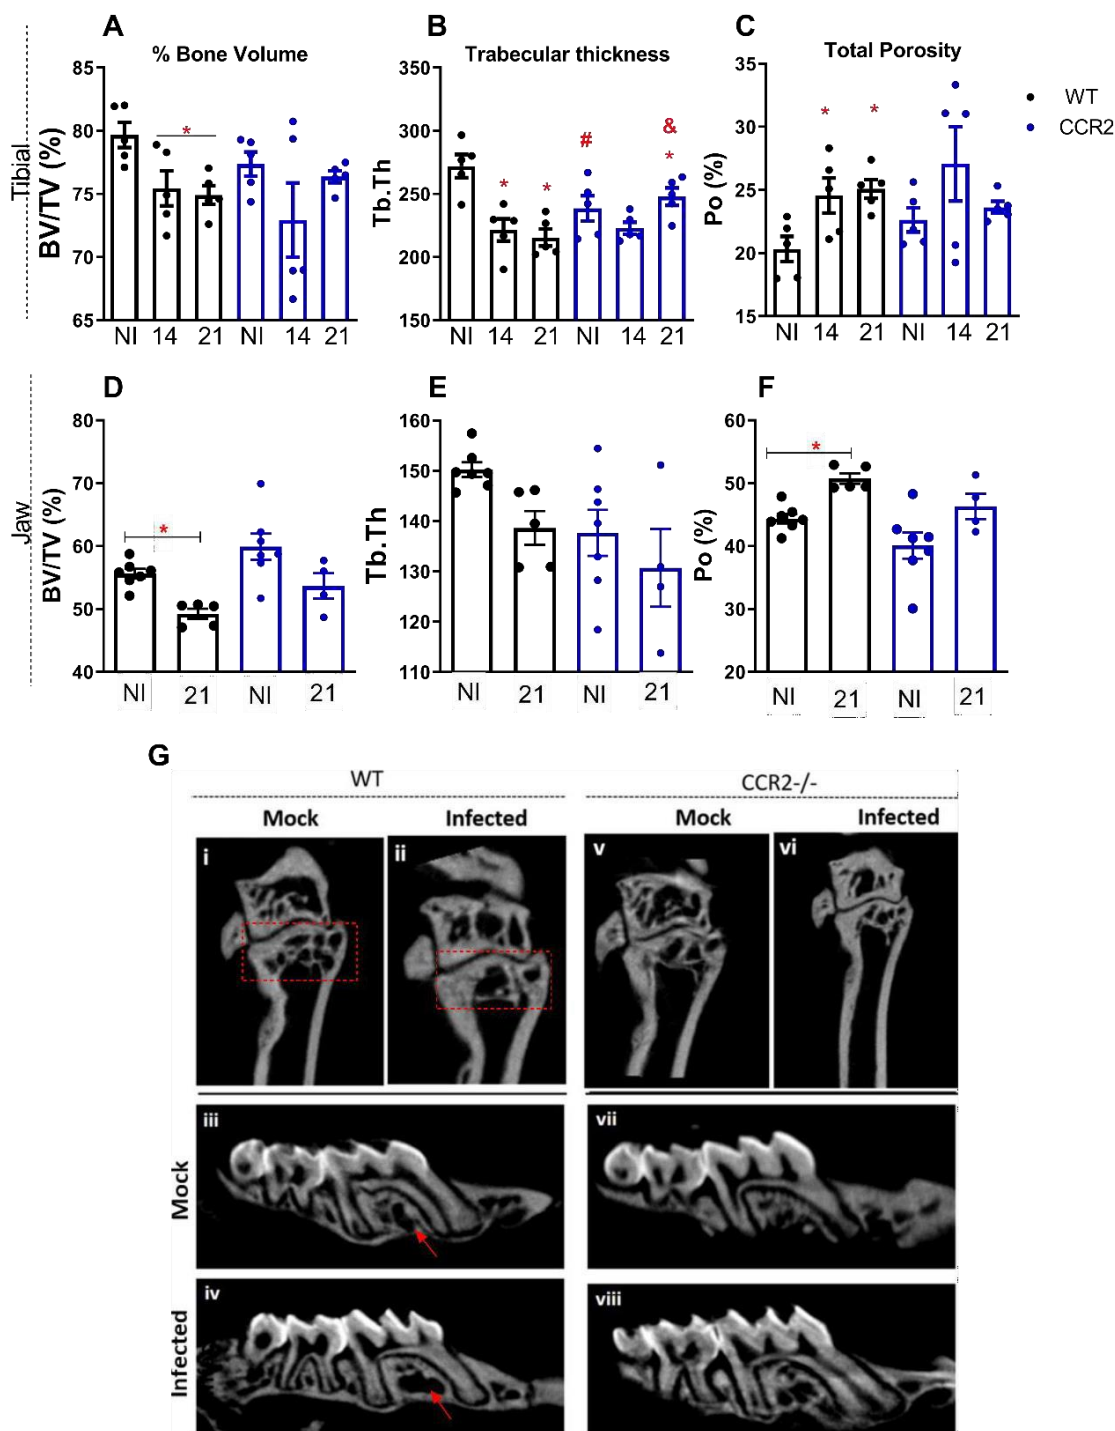 A
% Bone Volume
B
Trabecular thickness
C
Total Porosity
WT
CCR2
Tibial
BV/TV (%)
85
80
75
70
65
*
NI 14 21 NI 14 21
Tb.Th
350
300
250
200
150
* * # & *
NI 14 21 NI 14 21
Po (%)
35
30
25
20
15
* *
NI 14 21 NI 14 21
D
E
F
Jaw
BV/TV (%)
80
70
60
50
40
*
NI 21 NI 21
Tb.Th
160
150
140
130
120
110
NI 21 NI 21
Po (%)
60
50
40
30
20
*
NI 21 NI 21
G
WT
CCR2-/-
Mock Infected Mock Infected
i ii v vi
Mock
iii vii
Infected
iv viii